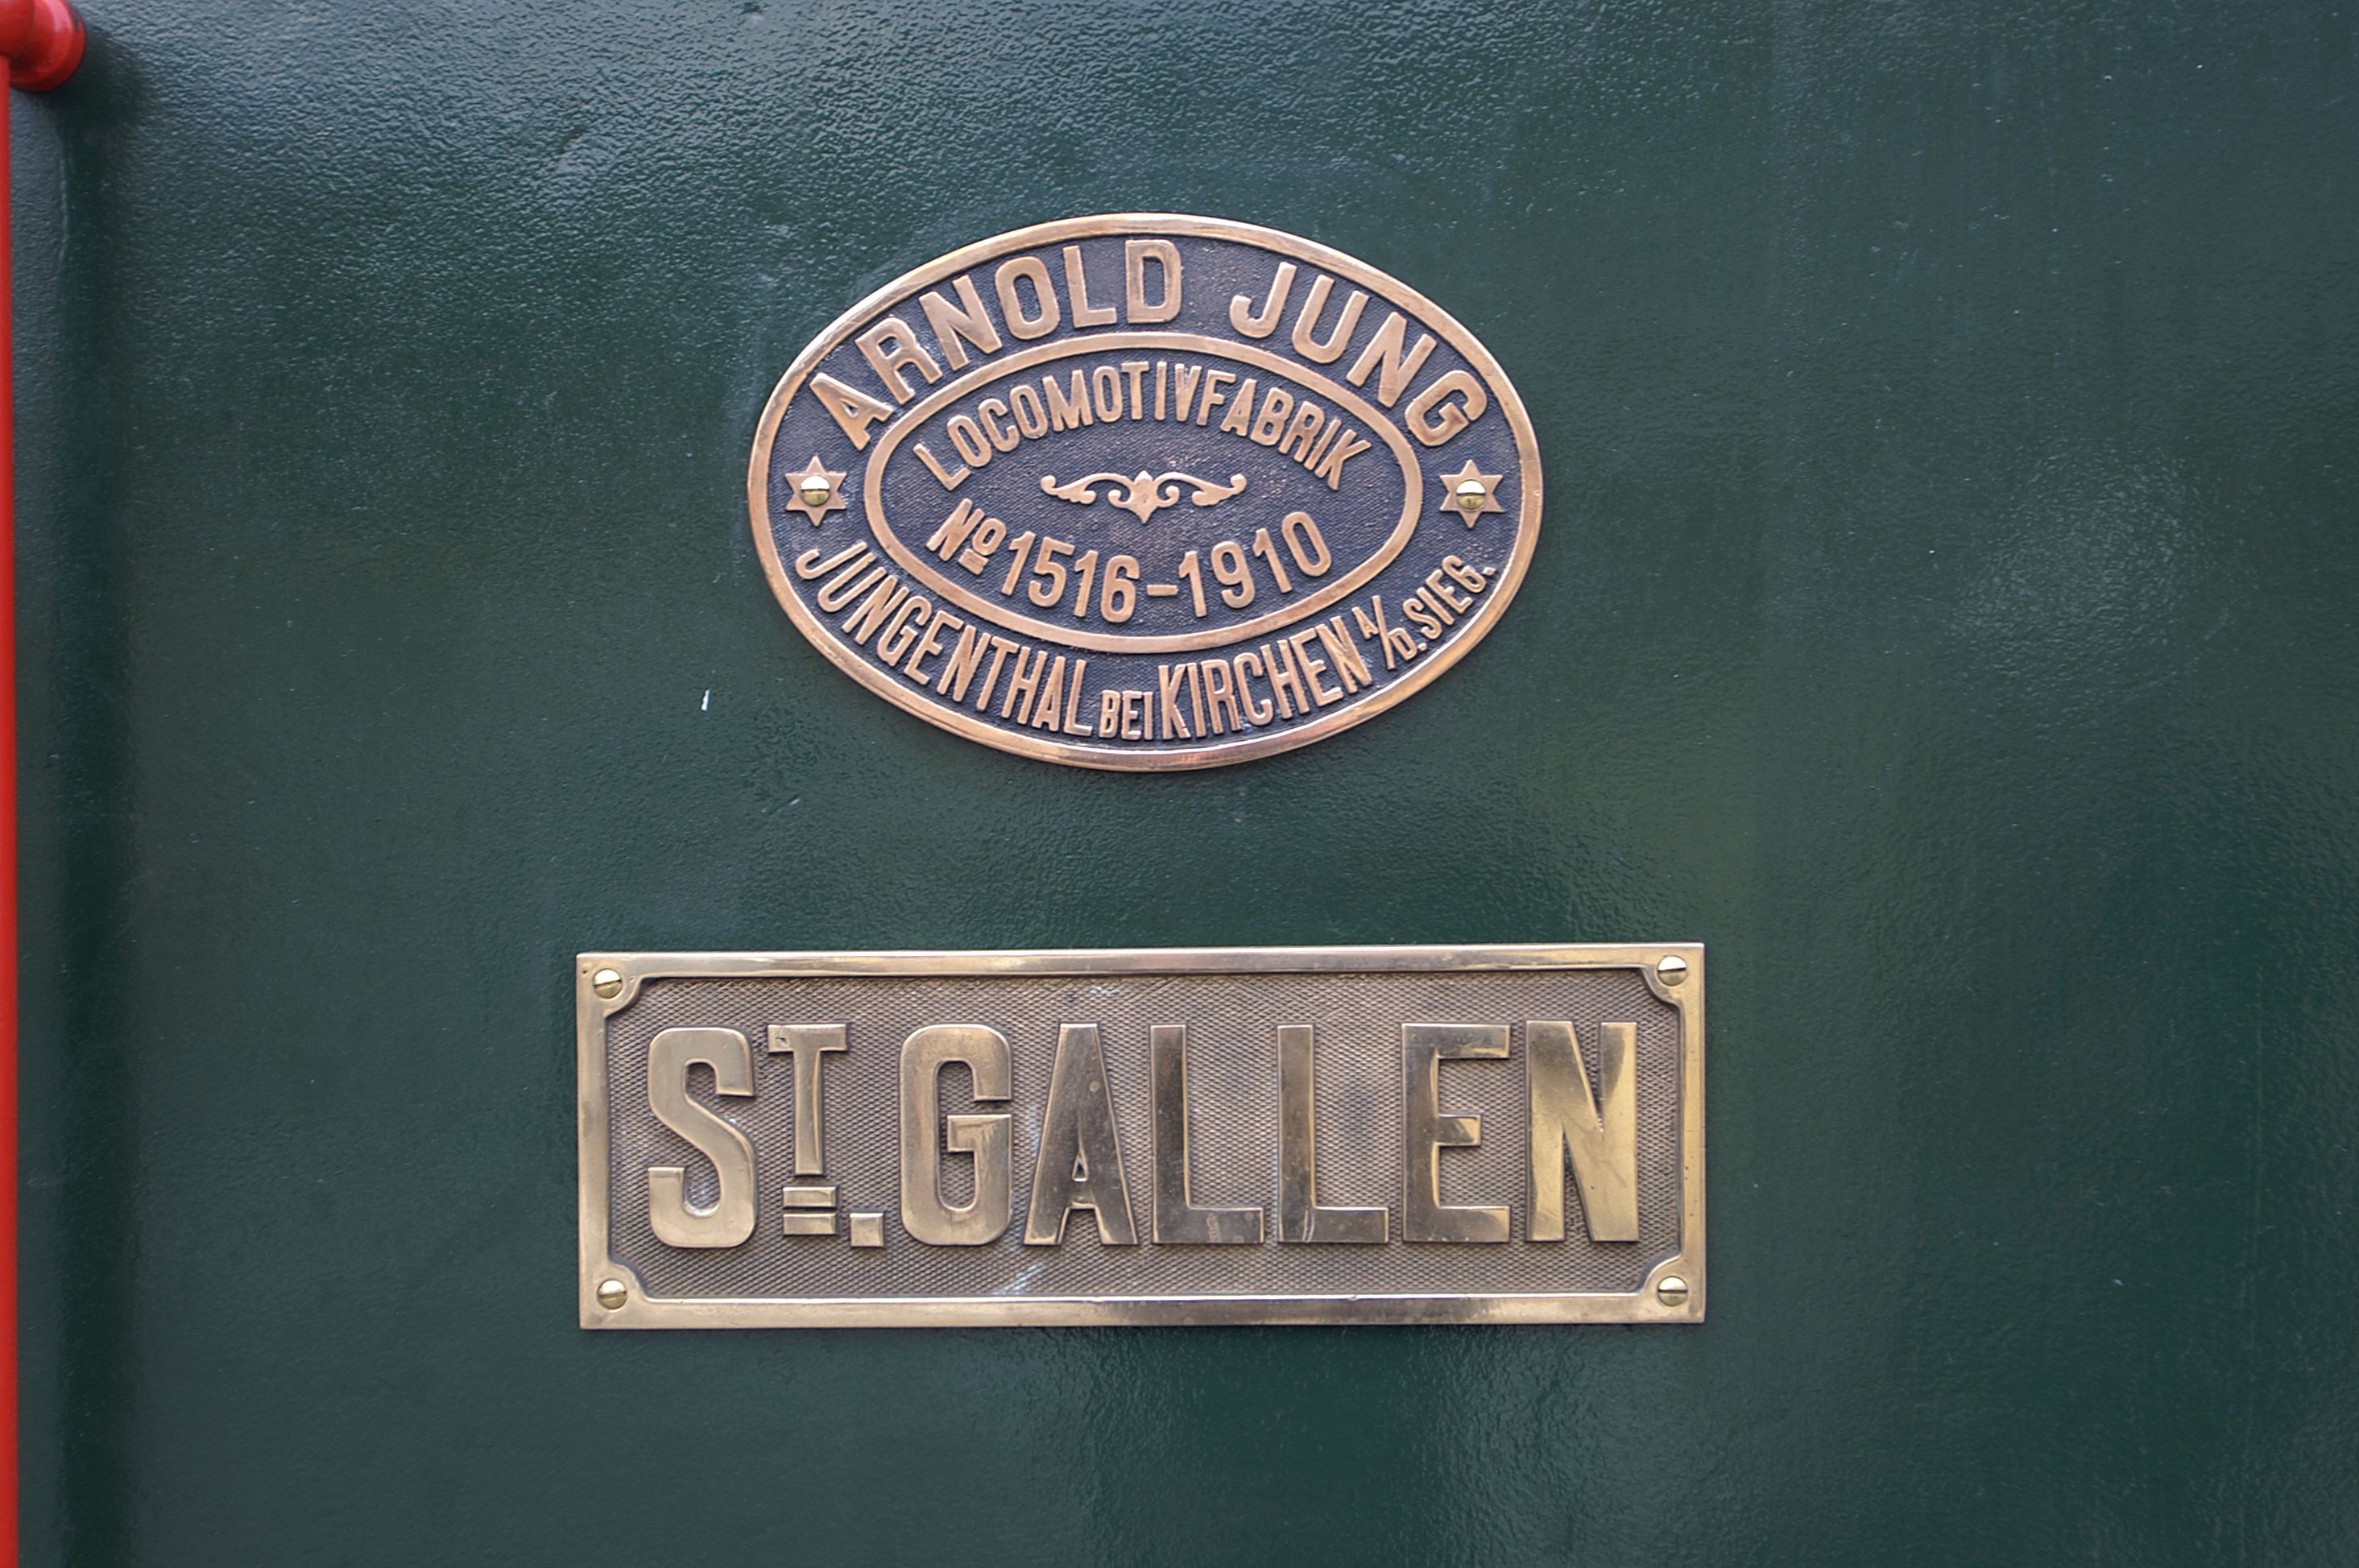 ARNOLD JUNG
LOCOMOTIVFABRIK
Nº 1516-1910
JUNGENTHAL BEI KIRCHEN A/D. SIEG.
ST. GALLEN